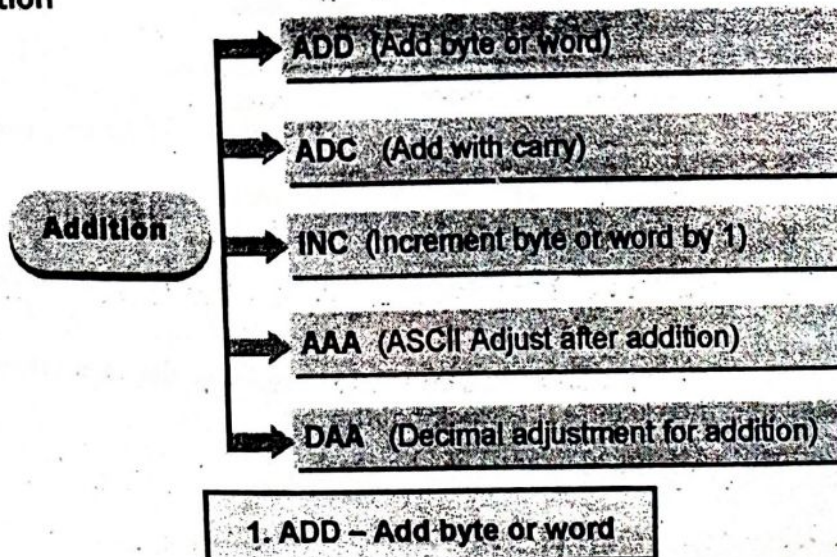 ADD (Add byte or word)
ADC (Add with carry)
Addition
INC (Increment byte or word by 1)
AAA (ASCII Adjust after addition)
DAA (Decimal adjustment for addition)
1. ADD – Add byte or word